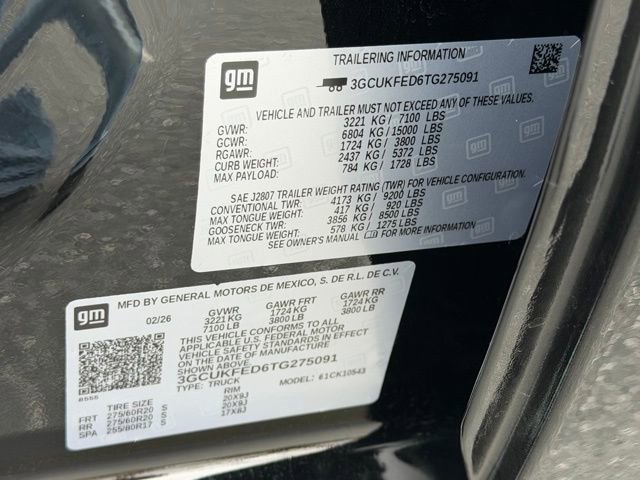 gm
TRAILERING INFORMATION
3GCUKFED6TG275091
VEHICLE AND TRAILER MUST NOT EXCEED ANY OF THESE VALUES.
GVWR: 3221 KG / 7100 LBS
GCWR: 6804 KG / 15000 LBS
RGAWR: 1724 KG / 3800 LBS
CURB WEIGHT: 2437 KG / 5372 LBS
MAX PAYLOAD: 784 KG / 1728 LBS
SAE J2807 TRAILER WEIGHT RATING (TWR) FOR VEHICLE CONFIGURATION.
CONVENTIONAL TWR: 4173 KG / 9200 LBS
MAX TONGUE WEIGHT: 417 KG / 920 LBS
GOOSENECK TWR: 3856 KG / 8500 LBS
MAX TONGUE WEIGHT: 578 KG / 1275 LBS
SEE OWNER'S MANUAL FOR MORE INFORMATION
gm
MFD BY GENERAL MOTORS DE MEXICO, S. DE R.L. DE C.V.
02/26 GVWR GAWR FRT GAWR RR
3221 KG 1724 KG 1724 KG
7100 LB 3800 LB 3800 LB
THIS VEHICLE CONFORMS TO ALL
APPLICABLE U.S. FEDERAL MOTOR
VEHICLE SAFETY STANDARDS IN EFFECT
ON THE DATE OF MANUFACTURE
SHOWN ABOVE.
3GCUKFED6TG275091
TYPE: TRUCK MODEL: 61CK10543
TIRE SIZE RIM
FRT 275/60R20 S 20X9J
RR 275/60R20 S 20X9J
SPA 255/80R17 S 17X8J